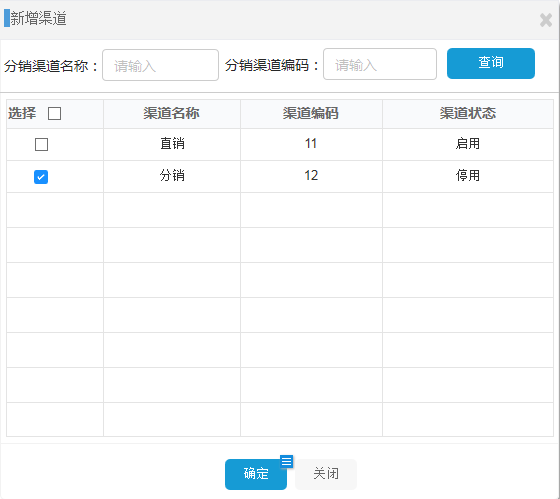 新增渠道
分销渠道名称： 请输入 分销渠道编码： 请输入 查询
选择 渠道名称 渠道编码 渠道状态
直销 11 启用
分销 12 停用
确定 关闭